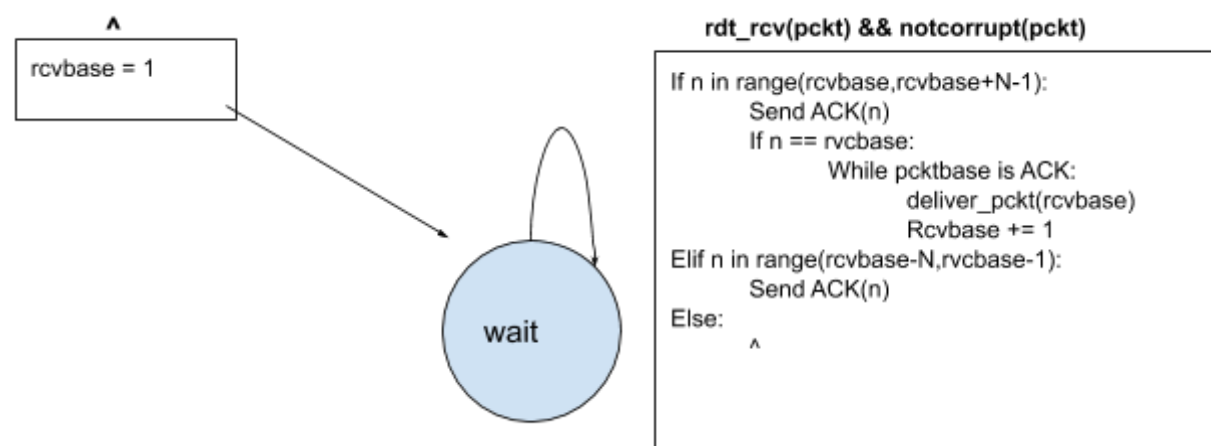 ^
rcvbase = 1
wait
rdt_rcv(pckt) && notcorrupt(pckt)
If n in range(rcvbase,rcvbase+N-1):
Send ACK(n)
If n == rvcbase:
While pcktbase is ACK:
deliver_pckt(rcvbase)
Rcvbase += 1
Elif n in range(rcvbase-N,rvcbase-1):
Send ACK(n)
Else:
^